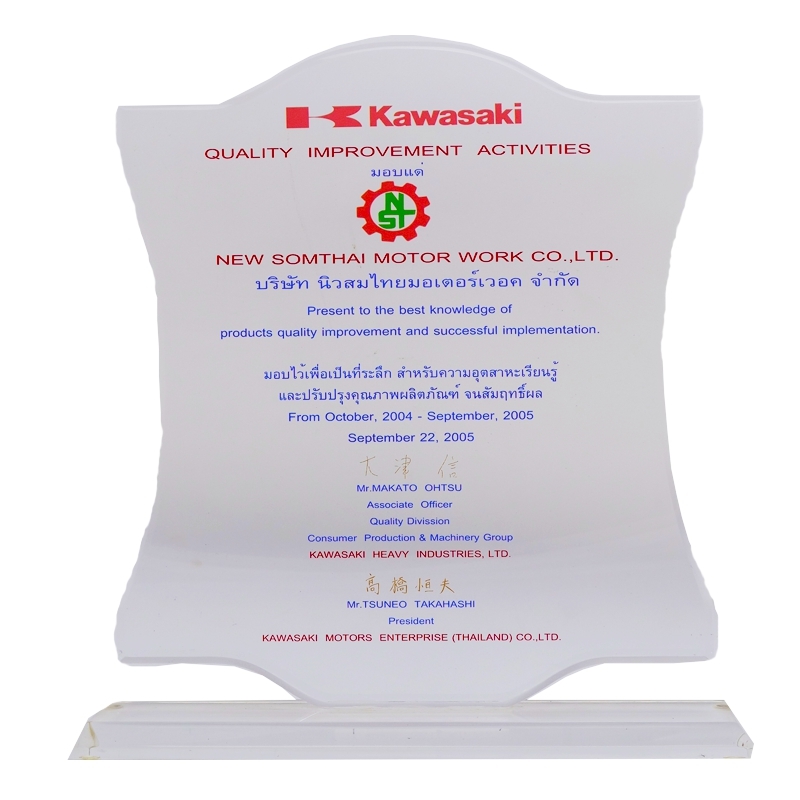 Kawasaki
QUALITY IMPROVEMENT ACTIVITIES
มอบแด่
NST
NEW SOMTHAI MOTOR WORK CO.,LTD.
บริษัท นิวสมไทยมอเตอร์เวอค จำกัด
Present to the best knowledge of
products quality improvement and successful implementation.
มอบไว้เพื่อเป็นที่ระลึก สำหรับความอุตสาหะเรียนรู้
และปรับปรุงคุณภาพผลิตภัณฑ์ จนสัมฤทธิ์ผล
From October, 2004 - September, 2005
September 22, 2005
大津 信
Mr.MAKATO OHTSU
Associate Officer
Quality Divission
Consumer Production & Machinery Group
KAWASAKI HEAVY INDUSTRIES, LTD.
高橋恒夫
Mr.TSUNEO TAKAHASHI
President
KAWASAKI MOTORS ENTERPRISE (THAILAND) CO.,LTD.